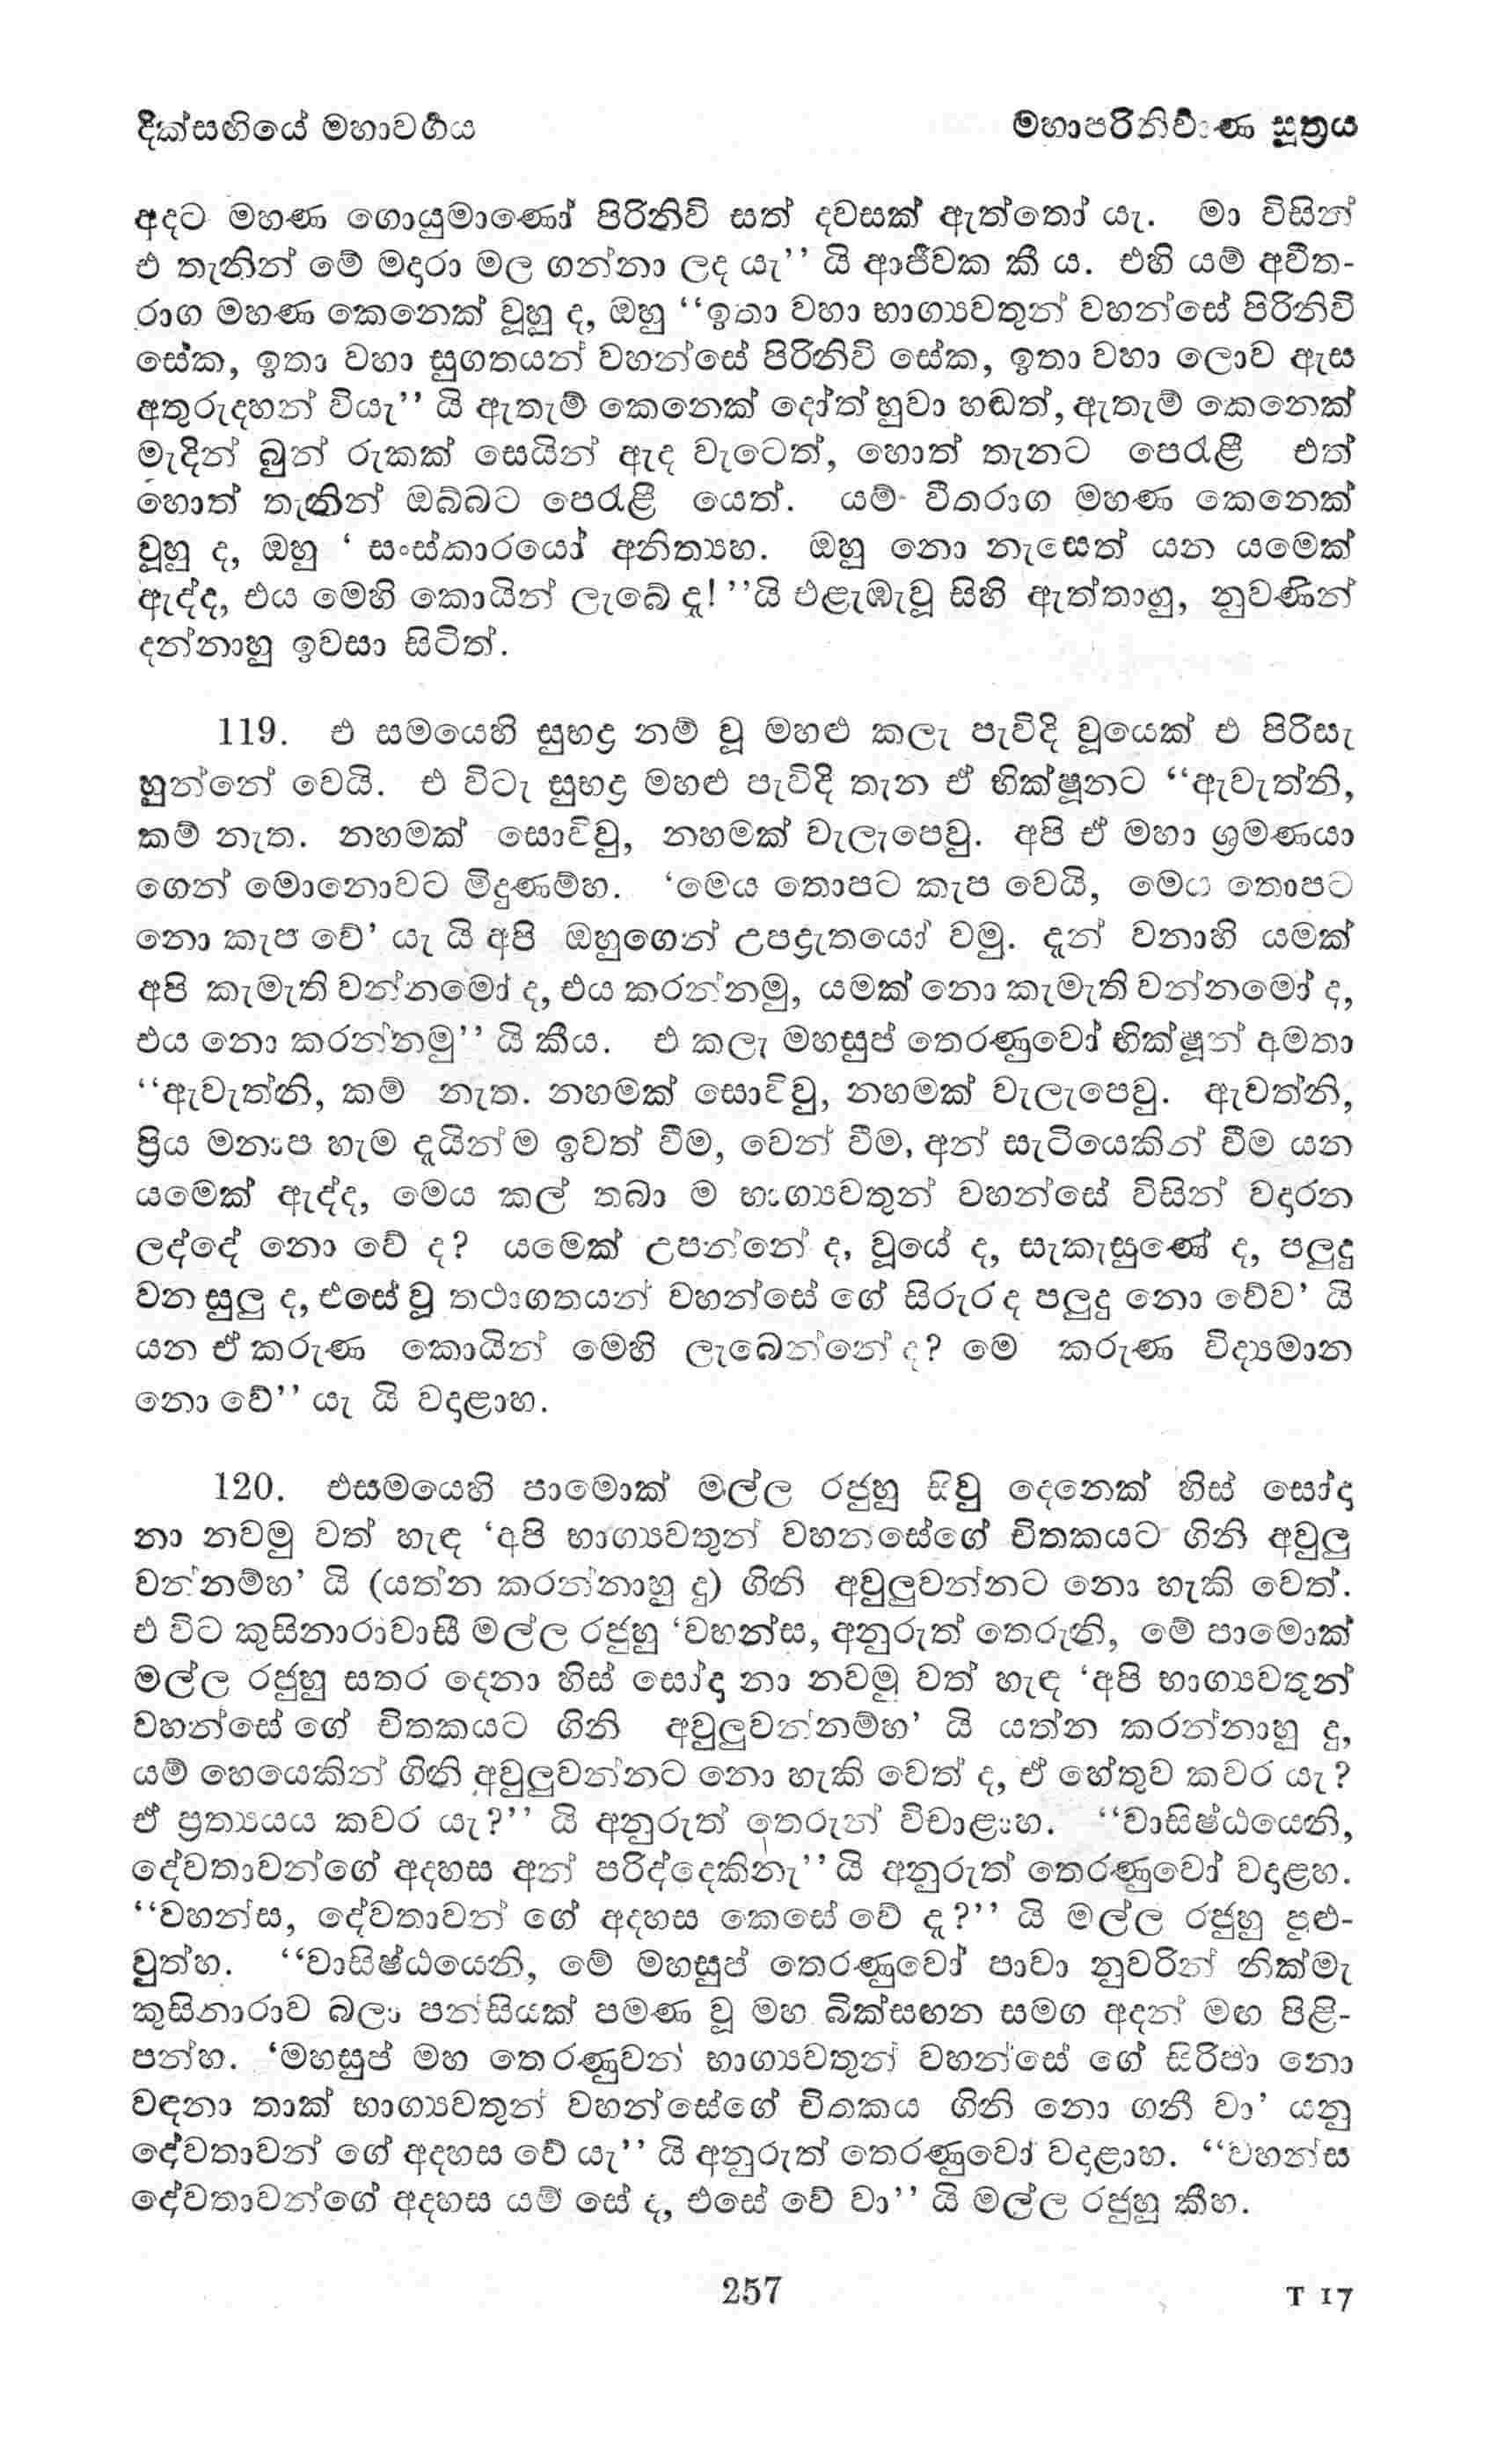 දික්සඟියේ මහාවර්‍ගය
මහාපරිනිර්‍වාණ සූත්‍රය
අදට මහණ ගොයුමාණෝ පිරිනිවි සත් දවසක් ඇත්තෝ යැ. මා විසින්
එ තැනින් මේ මදාරා මල ගන්නා ලද යැ’’ යි ආජීවක කී ය. එහි යම් අවීත-
රාග මහණ කෙනෙක් වූහු ද, ඔහු ‘‘ඉතා වහා භාග්‍යවතුන් වහන්සේ පිරිනිවි
සේක, ඉතා වහා සුගතයන් වහන්සේ පිරිනිවි සේක, ඉතා වහා ලොව ඇස
අතුරුදහන් වියැ’’ යි ඇතැම් කෙනෙක් දෝත් හුවා හඬත්, ඇතැම් කෙනෙක්
මැදින් බුන් රුකක් සෙයින් ඇද වැටෙත්, හොත් තැනට පෙරැළී එත්
හොත් තැනින් ඔබ්බට පෙරැළී යෙත්. යම් වීතරාග මහණ කෙනෙක්
වූහු ද, ඔහු ‘ සංස්කාරයෝ අනිත්‍යහ. ඔහු නො නැසෙත් යන යමෙක්
ඇද්ද, එය මෙහි කොයින් ලැබේ දැ! ’’යි එළැඹැවූ සිහි ඇත්තාහු, නුවණින්
දන්නාහු ඉවසා සිටිත්.
119. එ සමයෙහි සුභද්‍ර නම් වූ මහළු කලැ පැවිදි වූයෙක් එ පිරිසැ
හුන්නේ වෙයි. එ විටැ සුභද්‍ර මහළු පැවිදි තැන ඒ භික්ෂූනට ‘‘ඇවැත්නි,
කම් නැත. නහමක් සොවිවු, නහමක් වැලැපෙවු. අපි ඒ මහා ශ්‍රමණයා
ගෙන් මොනොවට මිදුණම්හ. ‘මෙය තොපට කැප වෙයි, මෙය තොපට
නො කැප වේ’ යැ යි අපි ඔහුගෙන් උපද්‍රැතයෝ වමු. දැන් වනාහි යමක්
අපි කැමැති වන්නමෝ ද, එය කරන්නමු, යමක් නො කැමැති වන්නමෝ ද,
එය නො කරන්නමු’’ යි කීය. එ කලැ මහසුප් තෙරණුවෝ භික්ෂූන් අමතා
‘‘ඇවැත්නි, කම් නැත. නහමක් සොවිවු, නහමක් වැලැපෙවු. ඇවත්නි,
ප්‍රිය මනාප හැම දැයින් ම ඉවත් වීම, වෙන් වීම, අන් සැටියෙකින් වීම යන
යමෙක් ඇද්ද, මෙය කල් තබා ම භාග්‍යවතුන් වහන්සේ විසින් වදාරන
ලද්දේ නො වේ ද? යමෙක් උපන්නේ ද, වූයේ ද, සැකැසුණේ ද, පලුදු
වන සුලු ද, එසේ වූ තථාගතයන් වහන්සේ ගේ සිරුර ද පලුදු නො වේව’ යි
යන ඒ කරුණ කොයින් මෙහි ලැබෙන්නේ ද? මෙ කරුණ විද්‍යමාන
නො වේ’’ යැ යි වදාළාහ.
120. එසමයෙහි පාමොක් මල්ල රජුහු සිවු දෙනෙක් හිස් සෝදා
නා නවමු වත් හැඳ ‘අපි භාග්‍යවතුන් වහන්සේගේ චිතකයට ගිනි අවුලු
වන්නම්හ’ යි (යත්න කරන්නාහු දු) ගිනි අවුලුවන්නට නො හැකි වෙත්.
එ විට කුසිනාරාවාසී මල්ල රජුහු ‘වහන්ස, අනුරුත් තෙරුනි, මේ පාමොක්
මල්ල රජුහු සතර දෙනා හිස් සෝදා නා නවමු වත් හැඳ ‘අපි භාග්‍යවතුන්
වහන්සේ ගේ චිතකයට ගිනි අවුලුවන්නම්හ’ යි යත්න කරන්නාහු දු,
යම් හෙයෙකින් ගිනි අවුලුවන්නට නො හැකි වෙත් ද, ඒ හේතුව කවර යැ?
ඒ ප්‍රත්‍යයය කවර යැ?’’ යි අනුරුත් තෙරුන් විචාළාහ. ‘‘වාසිෂ්ඨයෙනි,
දේවතාවන්ගේ අදහස අන් පරිද්දෙකිනැ’’ යි අනුරුත් තෙරණුවෝ වදාළහ.
‘‘වහන්ස, දේවතාවන් ගේ අදහස කෙසේ වේ දැ?’’ යි මල්ල රජුහු පුළු-
වුත්හ. ‘‘වාසිෂ්ඨයෙනි, මේ මහසුප් තෙරණුවෝ පාවා නුවරින් නික්මැ
කුසිනාරාව බලා පන්සියක් පමණ වූ මහ බික්සඟන සමග අදන් මඟ පිළි-
පන්හ. ‘මහසුප් මහ තෙරණුවන් භාග්‍යවතුන් වහන්සේ ගේ සිරිපා නො
වඳනා තාක් භාග්‍යවතුන් වහන්සේගේ චිතකය ගිනි නො ගනී වා’ යනු
දේවතාවන් ගේ අදහස වේ යැ’’ යි අනුරුත් තෙරණුවෝ වදාළාහ. ‘‘වහන්ස
දේවතාවන්ගේ අදහස යම් සේ ද, එසේ වේ වා’’ යි මල්ල රජුහු කීහ.
257
T 17